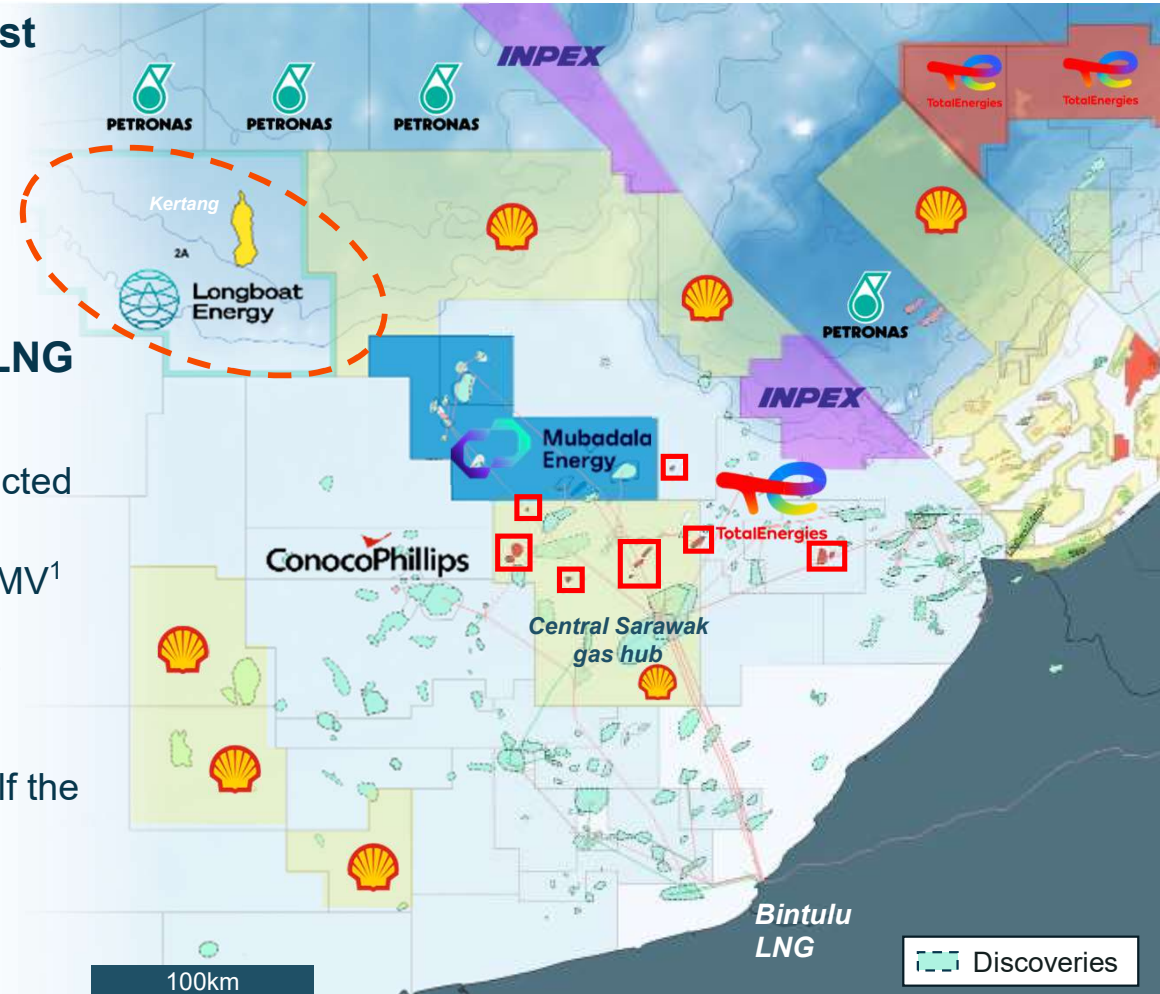 st
INPEX
PETRONAS
PETRONAS
PETRONAS
TotalEnergies
TotalEnergies
Kertang
2A
Longboat
Energy
PETRONAS
LNG
INPEX
Mubadala
Energy
cted
TotalEnergies
ConocoPhillips
MV1
Central Sarawak
gas hub
lf the
Bintulu
LNG
Discoveries
100km